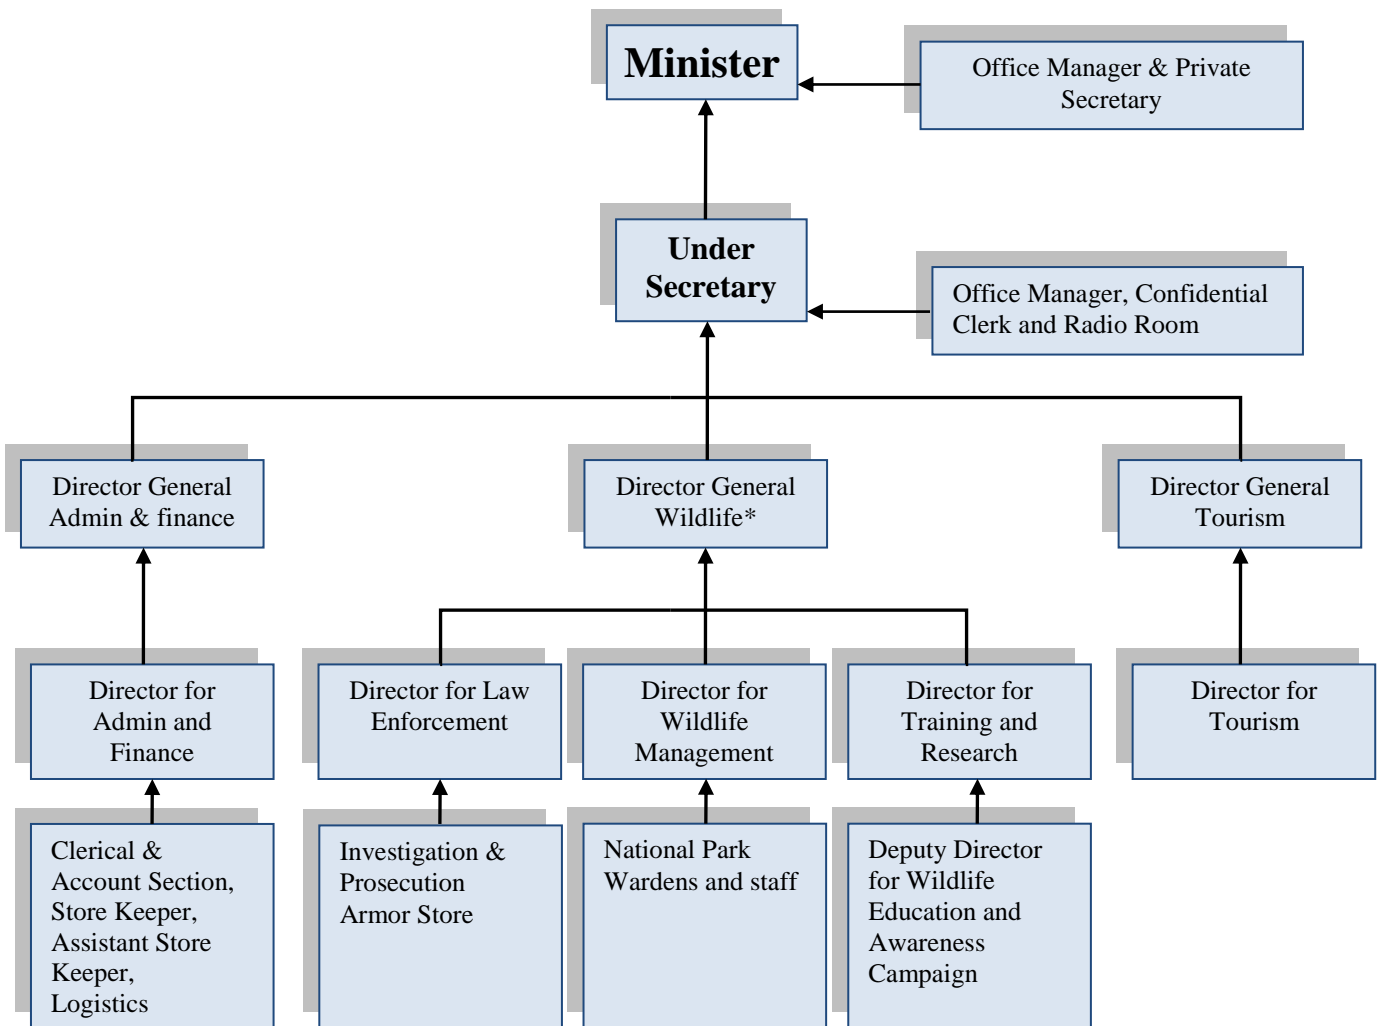 Minister
Office Manager & Private
Secretary
Under
Secretary
Office Manager, Confidential
Clerk and Radio Room
Director General
Admin & finance
Director General
Wildlife*
Director General
Tourism
Director for
Admin and
Finance
Director for Law
Enforcement
Director for
Wildlife
Management
Director for
Training and
Research
Director for
Tourism
Clerical &
Account Section,
Store Keeper,
Assistant Store
Keeper,
Logistics
Investigation &
Prosecution
Armor Store
National Park
Wardens and staff
Deputy Director
for Wildlife
Education and
Awareness
Campaign